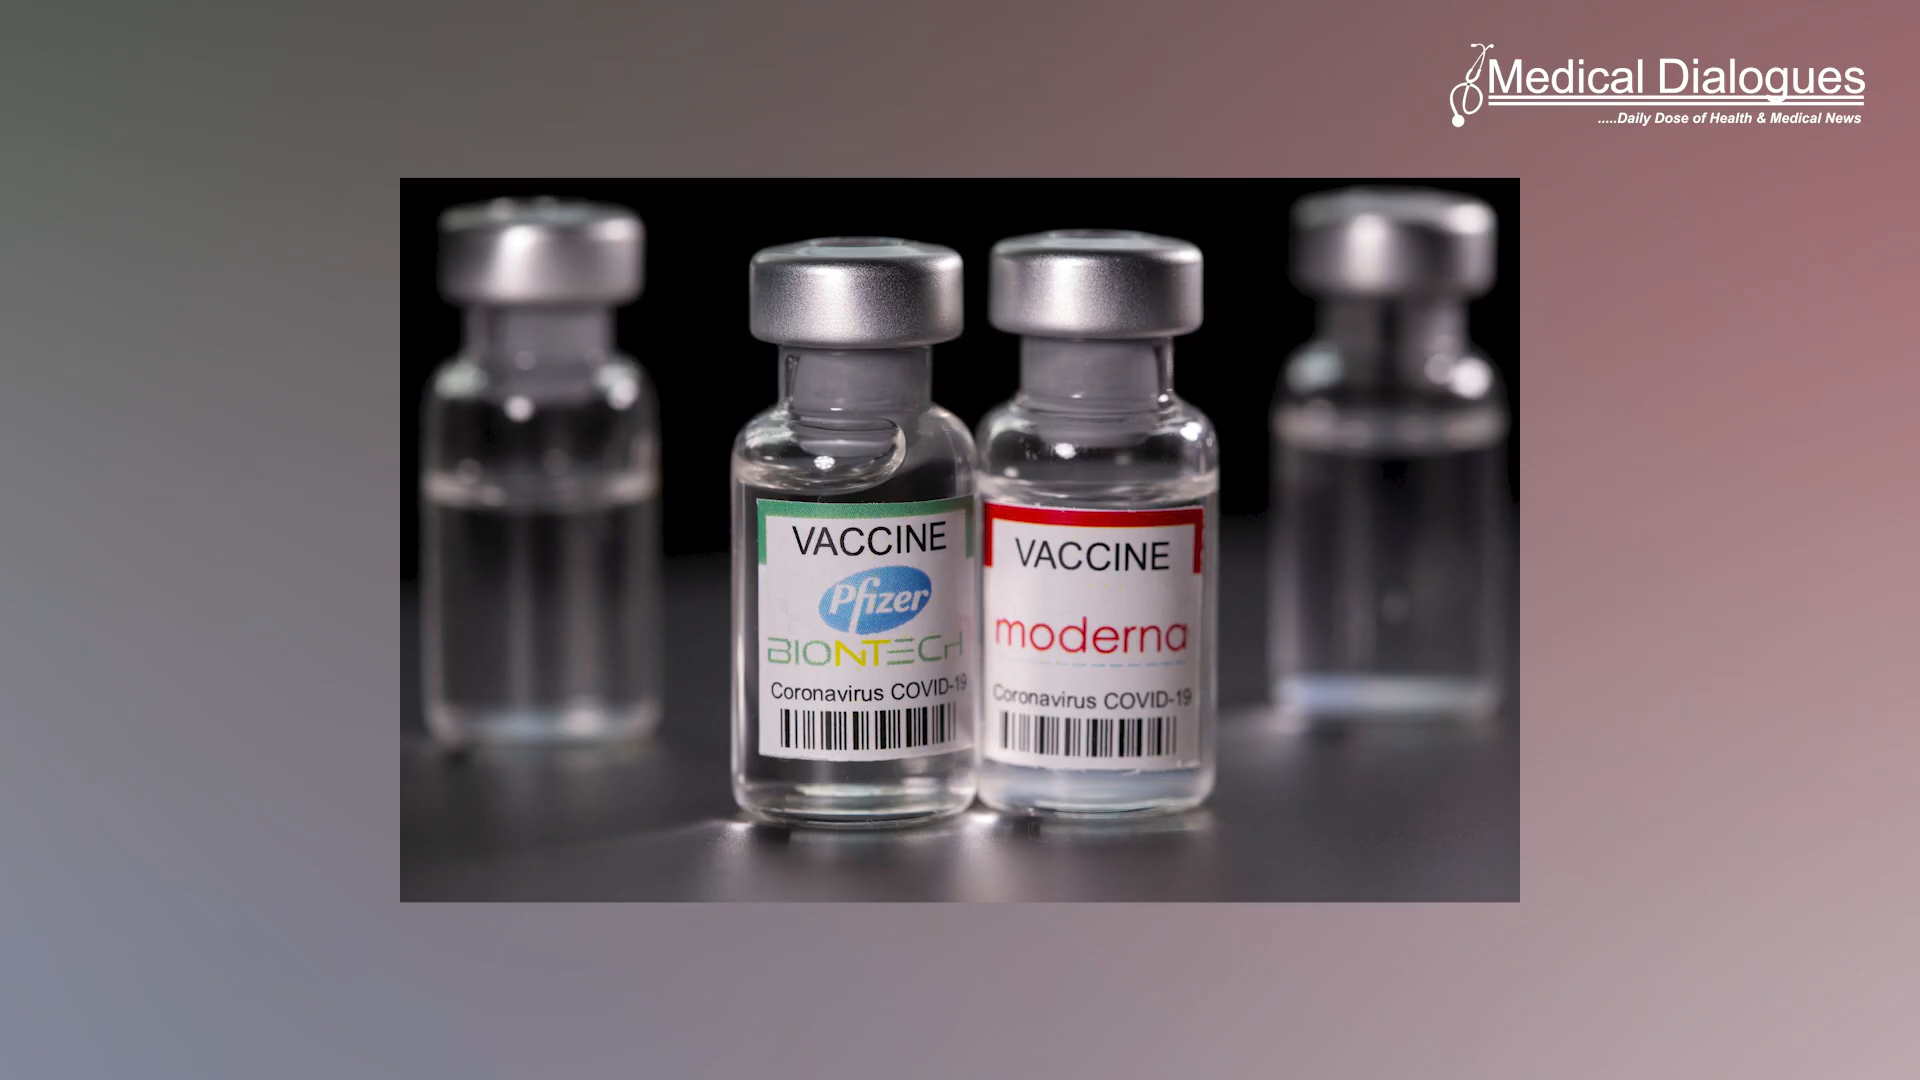 Medical Dialogues
.....Daily Dose of Health & Medical News
VACCINE
Pfizer
BIONTECH
Coronavirus COVID-19
VACCINE
moderna
Coronavirus COVID-19